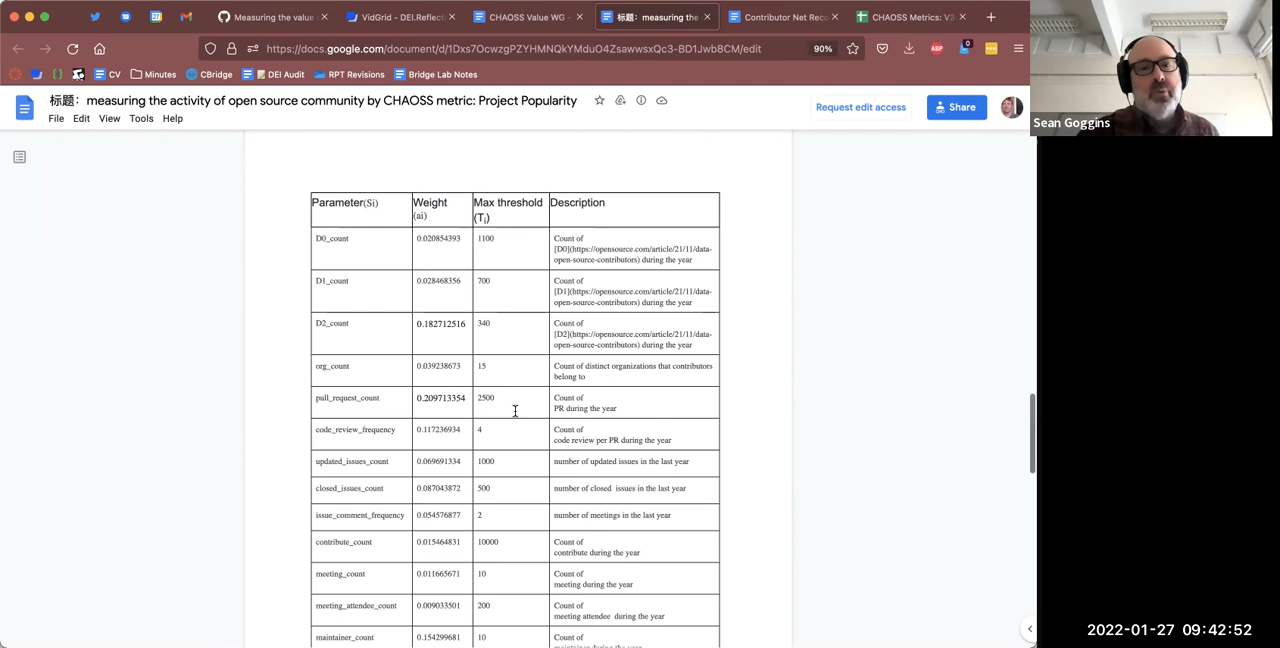 Measuring the value
VidGrid - DEI.Reflect
CHAOSS Value WG -
标题：measuring the
Contributor Net Reco
CHAOSS Metrics: V3
https://docs.google.com/document/d/1Dxs7OcwzgPZYHMNQkYMduO4ZsawwsxQc3-BD1Jwb8CM/edit
90%
ABP
0
CV
Minutes
CBridge
DEI Audit
RPT Revisions
Bridge Lab Notes
标题：measuring the activity of open source community by CHAOSS metric: Project Popularity
File Edit View Tools Help
Request edit access
Share
Sean Goggins
Parameter(Si) Weight (ai) Max threshold (Ti) Description
D0_count 0.020854393 1100 Count of
[D0](https://opensource.com/article/21/11/data-
open-source-contributors) during the year
D1_count 0.028468356 700 Count of
[D1](https://opensource.com/article/21/11/data-
open-source-contributors) during the year
D2_count 0.182712516 340 Count of
[D2](https://opensource.com/article/21/11/data-
open-source-contributors) during the year
org_count 0.039238673 15 Count of distinct organizations that contributors
belong to
pull_request_count 0.209713354 2500 Count of
PR during the year
code_review_frequency 0.117236934 4 Count of
code review per PR during the year
updated_issues_count 0.069691334 1000 number of updated issues in the last year
closed_issues_count 0.087043872 500 number of closed issues in the last year
issue_comment_frequency 0.054576877 2 number of meetings in the last year
contribute_count 0.015464831 10000 Count of
contribute during the year
meeting_count 0.011665671 10 Count of
meeting during the year
meeting_attendee_count 0.009033501 200 Count of
meeting attendee during the year
maintainer_count 0.154299681 10 Count of
maintainer during the year
2022-01-27 09:42:52